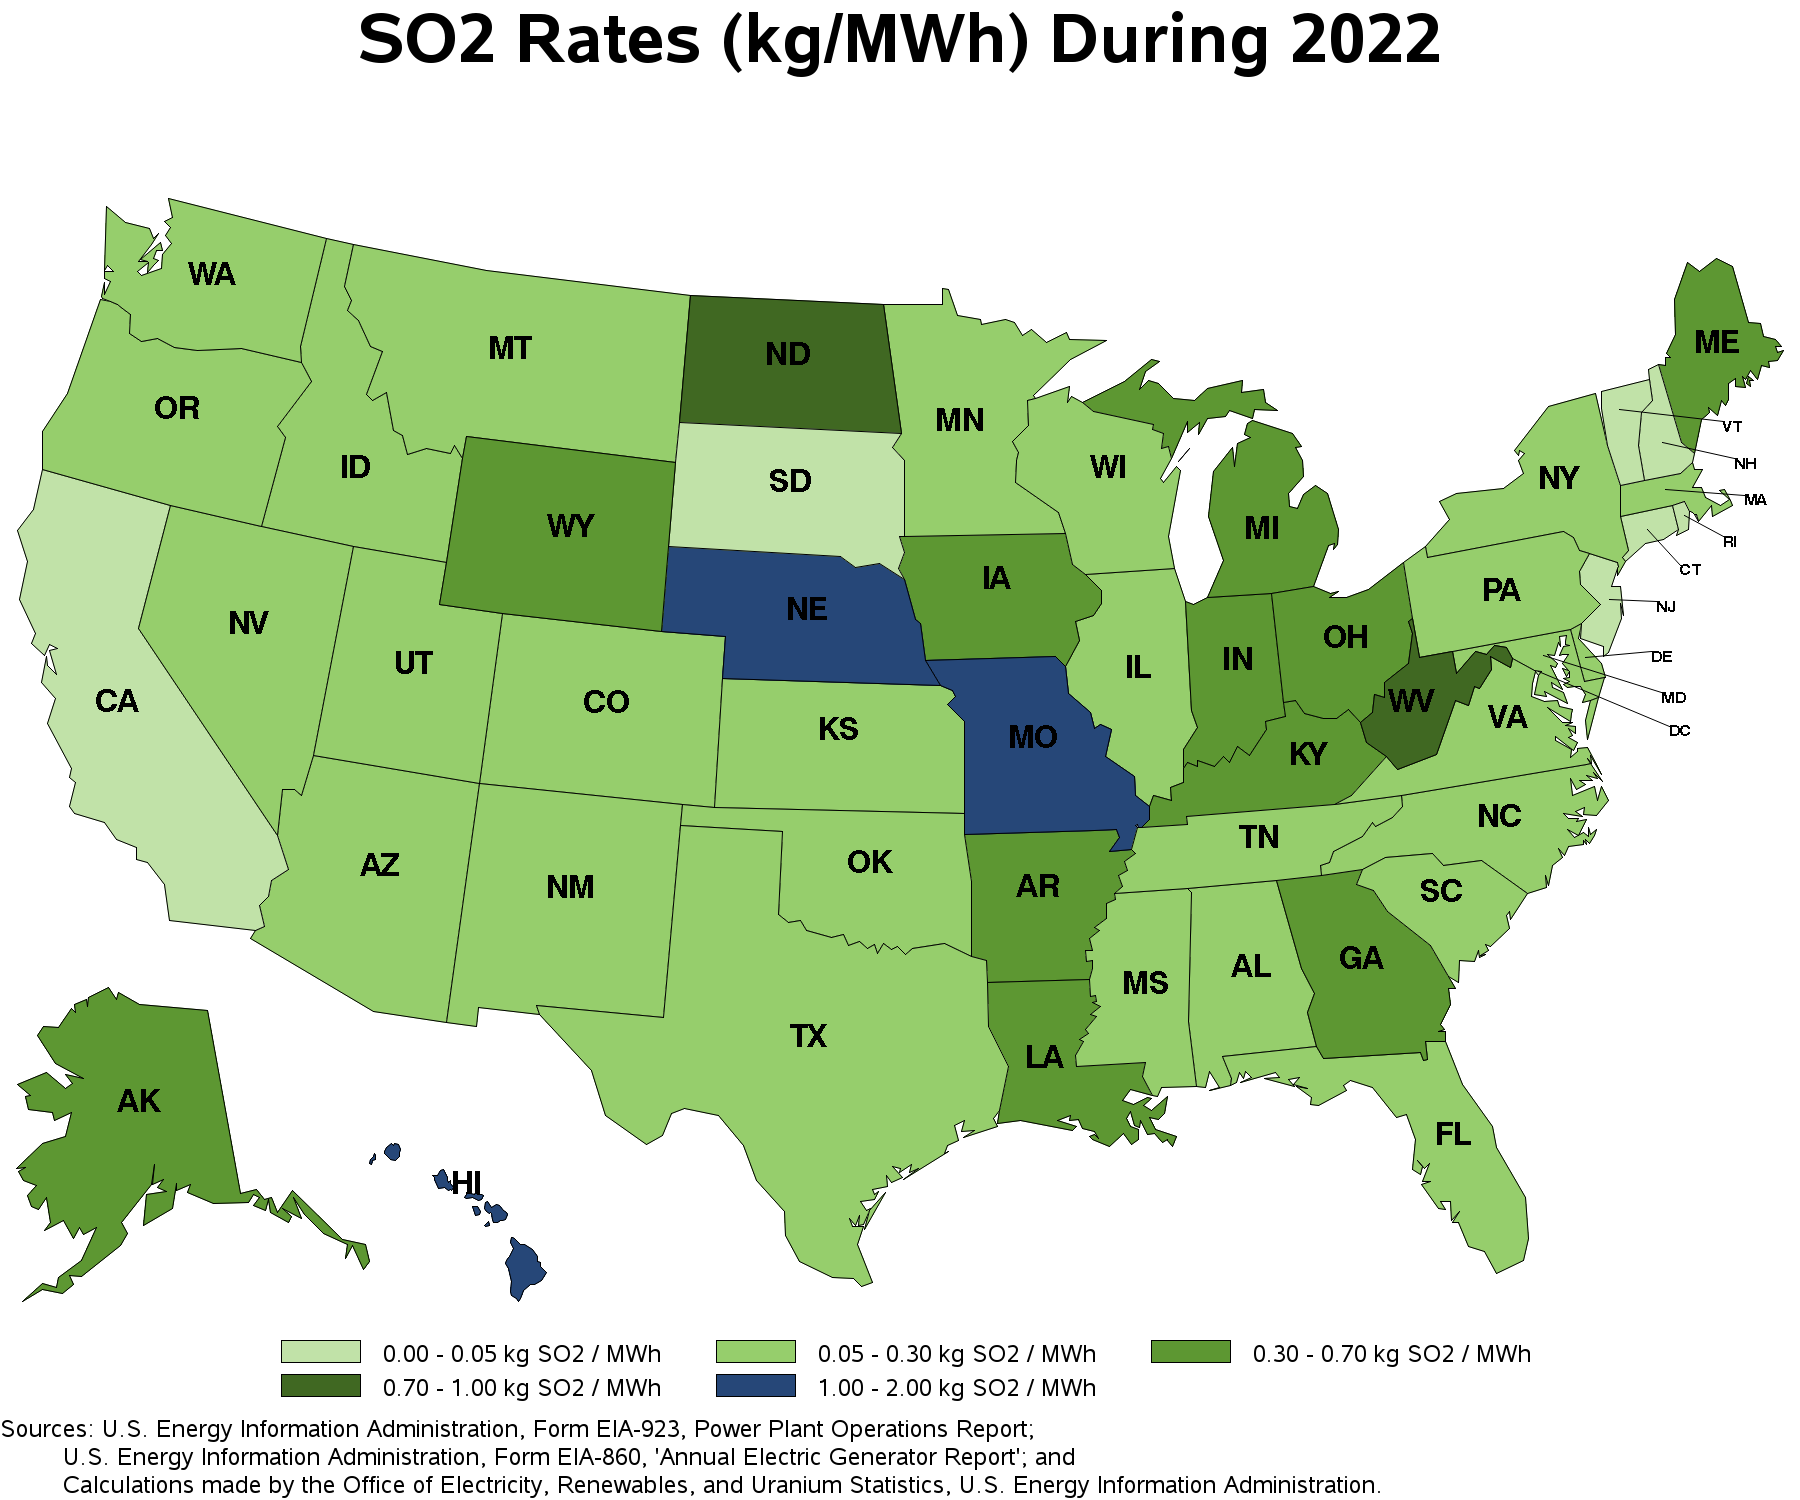 SO2 Rates (kg/MWh) During 2022
WA
MT
ND
ME
OR
MN
VT
ID
SD
WI
NH
NY
MA
WY
MI
RI
IA
CT
PA
NE
NJ
NV
OH
UT
IN
DE
IL
CA
CO
WV
MD
KS
MO
VA
DC
KY
NC
TN
AZ
OK
NM
AR
SC
GA
AL
MS
TX
LA
AK
FL
HI
0.00 - 0.05 kg SO2 / MWh
0.05 - 0.30 kg SO2 / MWh
0.30 - 0.70 kg SO2 / MWh
0.70 - 1.00 kg SO2 / MWh
1.00 - 2.00 kg SO2 / MWh
Sources: U.S. Energy Information Administration, Form EIA-923, Power Plant Operations Report;
U.S. Energy Information Administration, Form EIA-860, 'Annual Electric Generator Report'; and
Calculations made by the Office of Electricity, Renewables, and Uranium Statistics, U.S. Energy Information Administration.